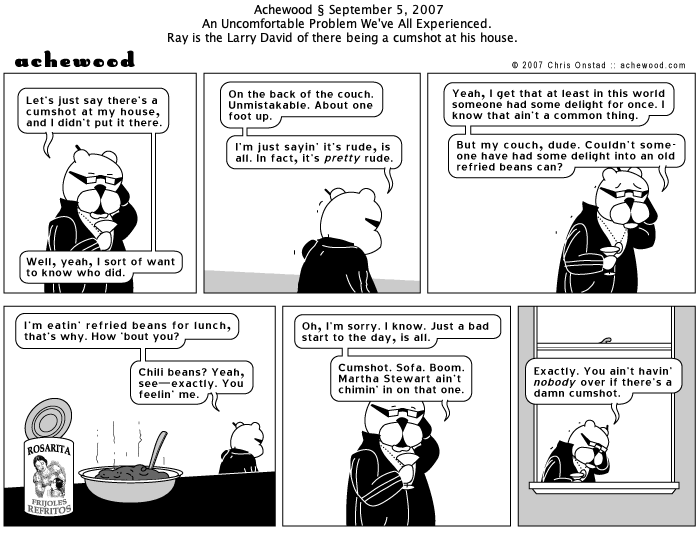 Achewood § September 5, 2007
An Uncomfortable Problem We've All Experienced.
Ray is the Larry David of there being a cumshot at his house.
achewood
© 2007 Chris Onstad :: achewood.com
Let's just say there's a
cumshot at my house,
and I didn't put it there.
Well, yeah, I sort of want
to know who did.
On the back of the couch.
Unmistakable. About one
foot up.
I'm just sayin' it's rude, is
all. In fact, it's pretty rude.
Yeah, I get that at least in this world
someone had some delight for once. I
know that ain't a common thing.
But my couch, dude. Couldn't some-
one have had some delight into an old
refried beans can?
I'm eatin' refried beans for lunch,
that's why. How 'bout you?
Chili beans? Yeah,
see—exactly. You
feelin' me.
ROSARITA
FRIJOLES
REFRITOS
Oh, I'm sorry. I know. Just a bad
start to the day, is all.
Cumshot. Sofa. Boom.
Martha Stewart ain't
chimin' in on that one.
Exactly. You ain't havin'
nobody over if there's a
damn cumshot.